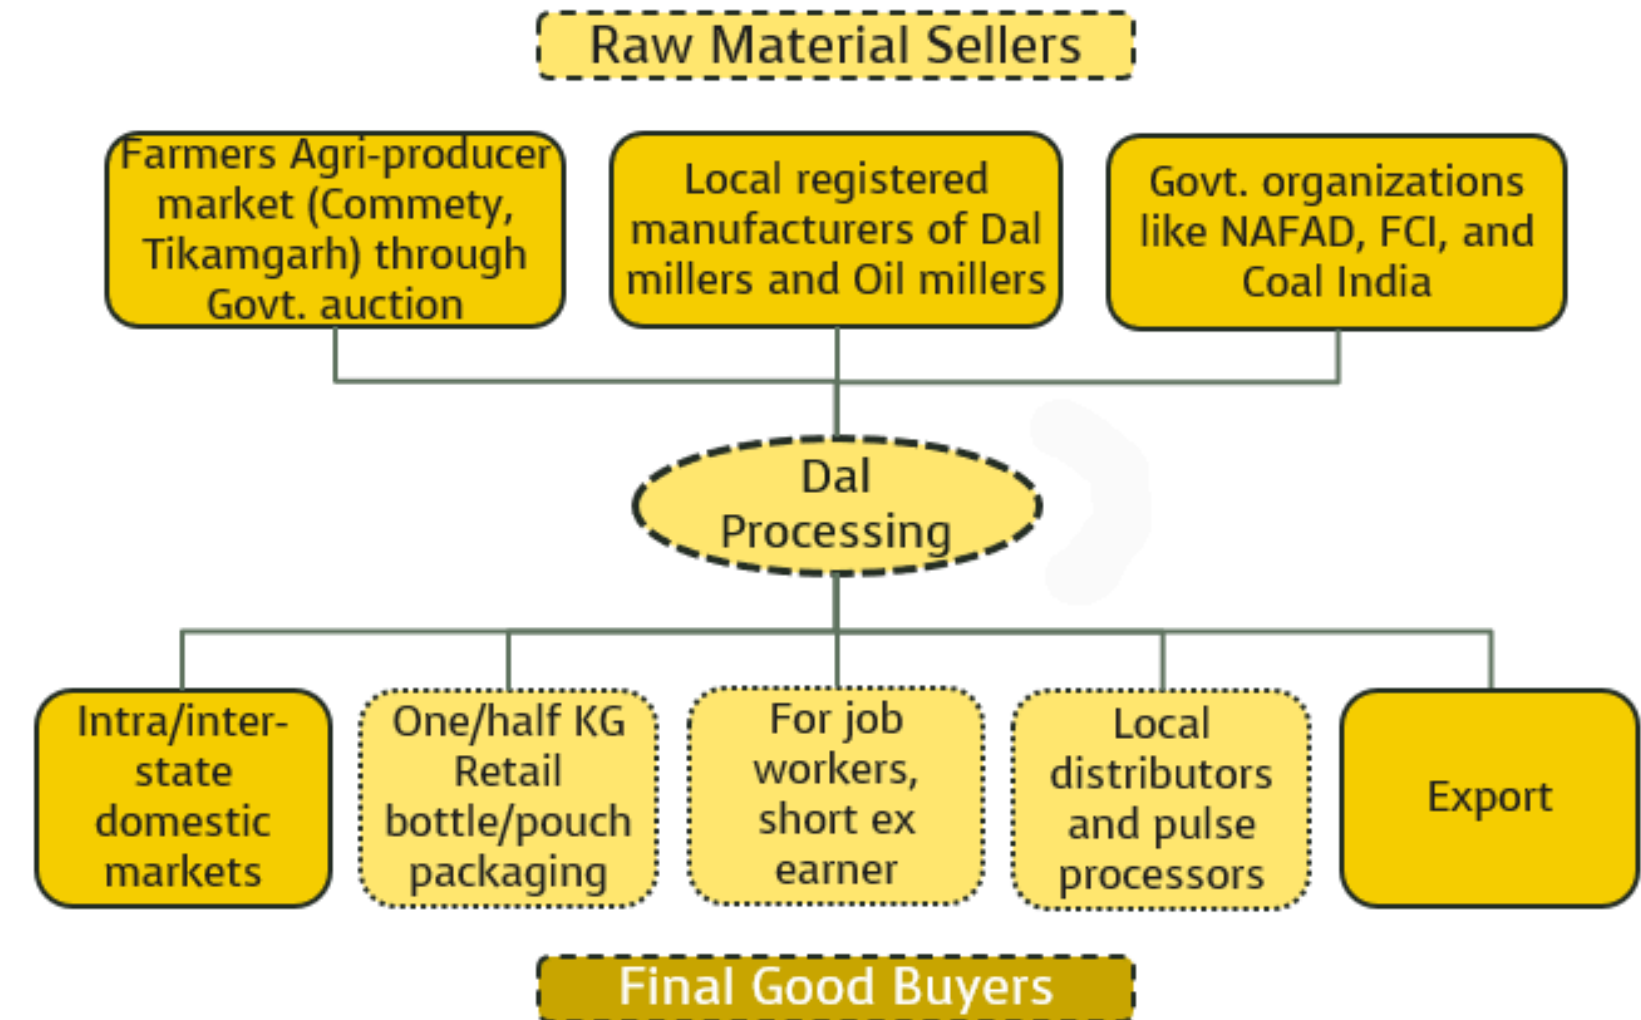 Raw Material Sellers
Farmers Agri-producer
market (Commety,
Tikamgarh) through
Govt. auction
Local registered
manufacturers of Dal
millers and Oil millers
Govt. organizations
like NAFAD, FCI, and
Coal India
Dal
Processing
Intra/inter-
state
domestic
markets
One/half KG
Retail
bottle/pouch
packaging
For job
workers,
short ex
earner
Local
distributors
and pulse
processors
Export
Final Good Buyers